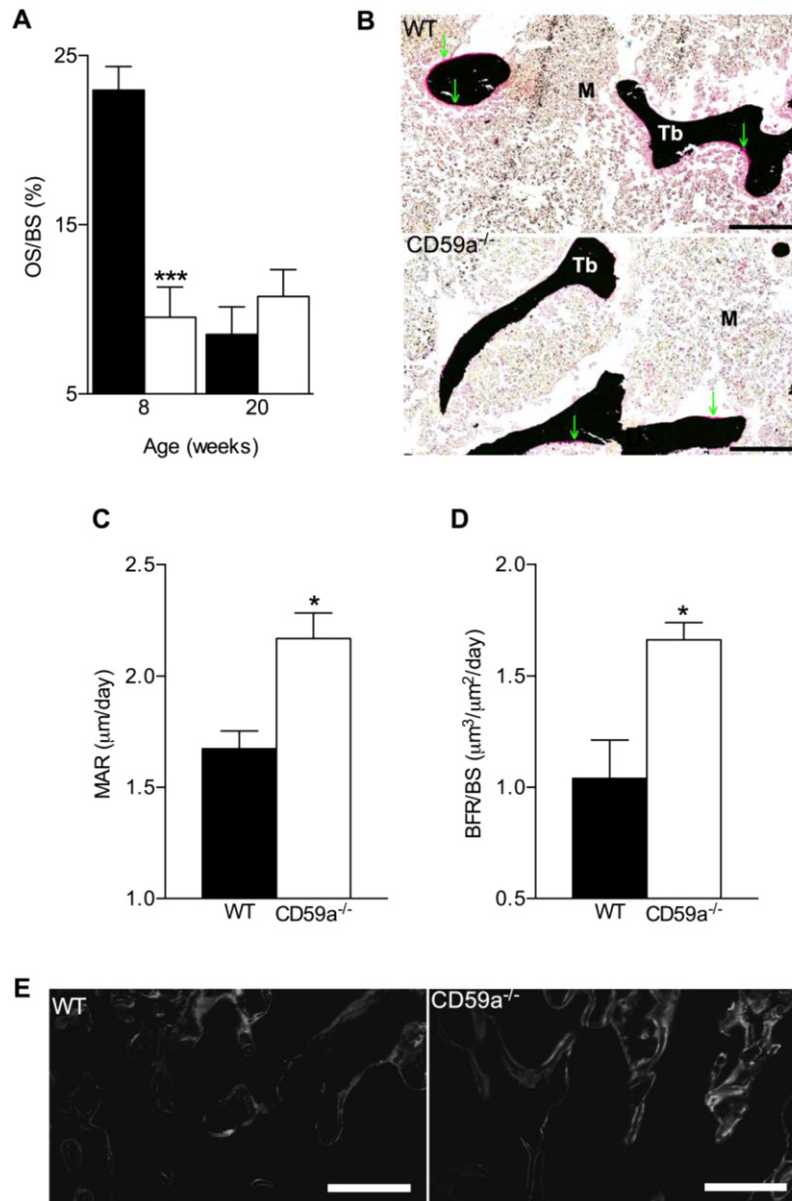 A
25
15
5
OS/BS (%)
***
8 20
Age (weeks)
B
WT
M
Tb
CD59a-/-
Tb
M
C
2.5
2.0
1.5
1.0
MAR (μm/day)
*
WT CD59a-/-
D
2.0
1.5
1.0
0.5
BFR/BS (μm³/μm²/day)
*
WT CD59a-/-
E
WT
CD59a-/-